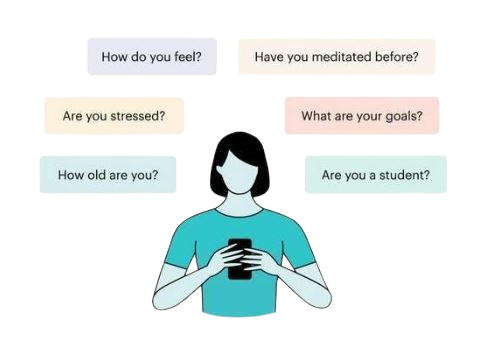 How do you feel?
Have you meditated before?
Are you stressed?
What are your goals?
How old are you?
Are you a student?